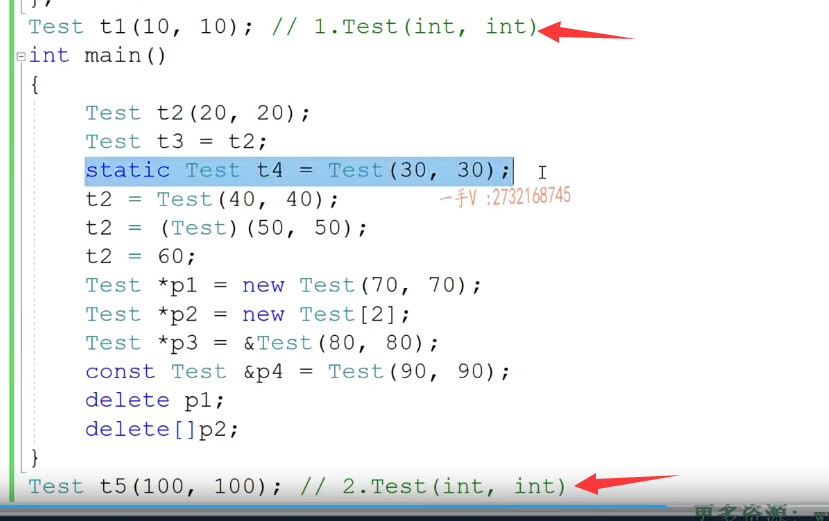 };
Test t1(10, 10); // 1.Test(int, int)
int main()
{
Test t2(20, 20);
Test t3 = t2;
static Test t4 = Test(30, 30);
t2 = Test(40, 40);
一手V :2732168745
t2 = (Test)(50, 50);
t2 = 60;
Test *p1 = new Test(70, 70);
Test *p2 = new Test[2];
Test *p3 = &Test(80, 80);
const Test &p4 = Test(90, 90);
delete p1;
delete[]p2;
}
Test t5(100, 100); // 2.Test(int, int)
更多资源: